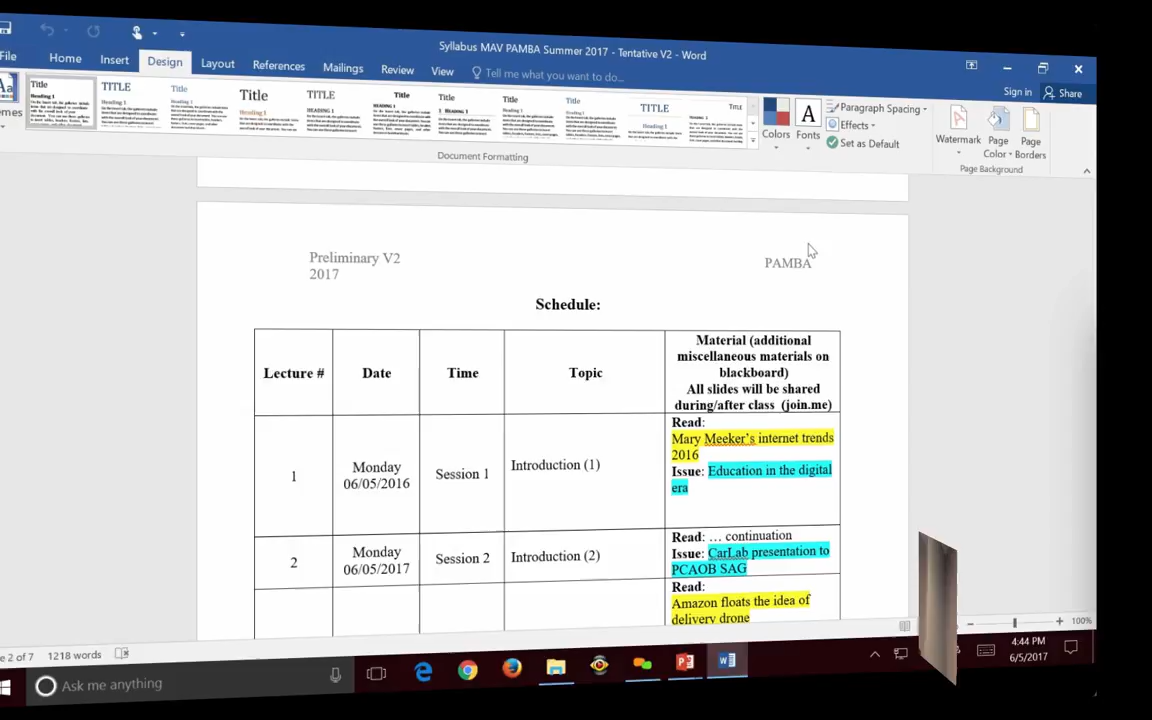 Syllabus MAV PAMBA Summer 2017 - Tentative V2 - Word
File Home Insert Design Layout References Mailings Review View Tell me what you want to do... Sign in Share
Title TITLE Title Title TITLE Title Title Title Title TITLE
Heading 1
Colors Fonts
Paragraph Spacing
Effects
Set as Default
Watermark Page Color Page Borders
Document Formatting
Page Background
Preliminary V2
2017
PAMBA
Schedule:
Lecture # Date Time Topic
Material (additional
miscellaneous materials on
blackboard)
All slides will be shared
during/after class (join.me)
1
Monday
06/05/2016
Session 1
Introduction (1)
Read:
Mary Meeker's internet trends
2016
Issue: Education in the digital
era
2
Monday
06/05/2017
Session 2
Introduction (2)
Read: … continuation
Issue: CarLab presentation to
PCAOB SAG
Read:
Amazon floats the idea of
delivery drone
2 of 7 1218 words
100%
Ask me anything
4:44 PM
6/5/2017